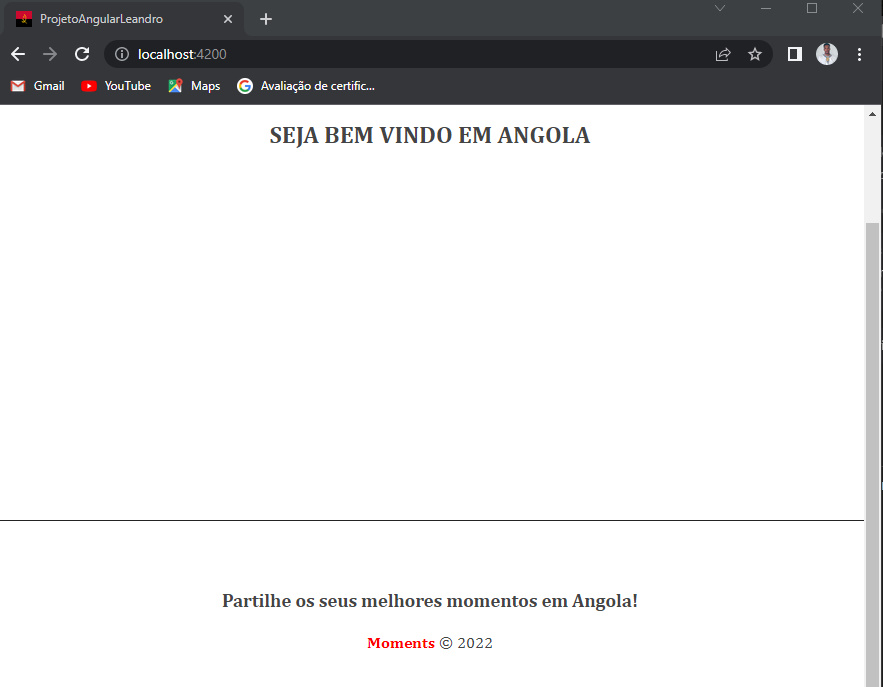 ProjetoAngularLeandro
localhost:4200
Gmail YouTube Maps Avaliação de certific...
SEJA BEM VINDO EM ANGOLA
Partilhe os seus melhores momentos em Angola!
Moments © 2022